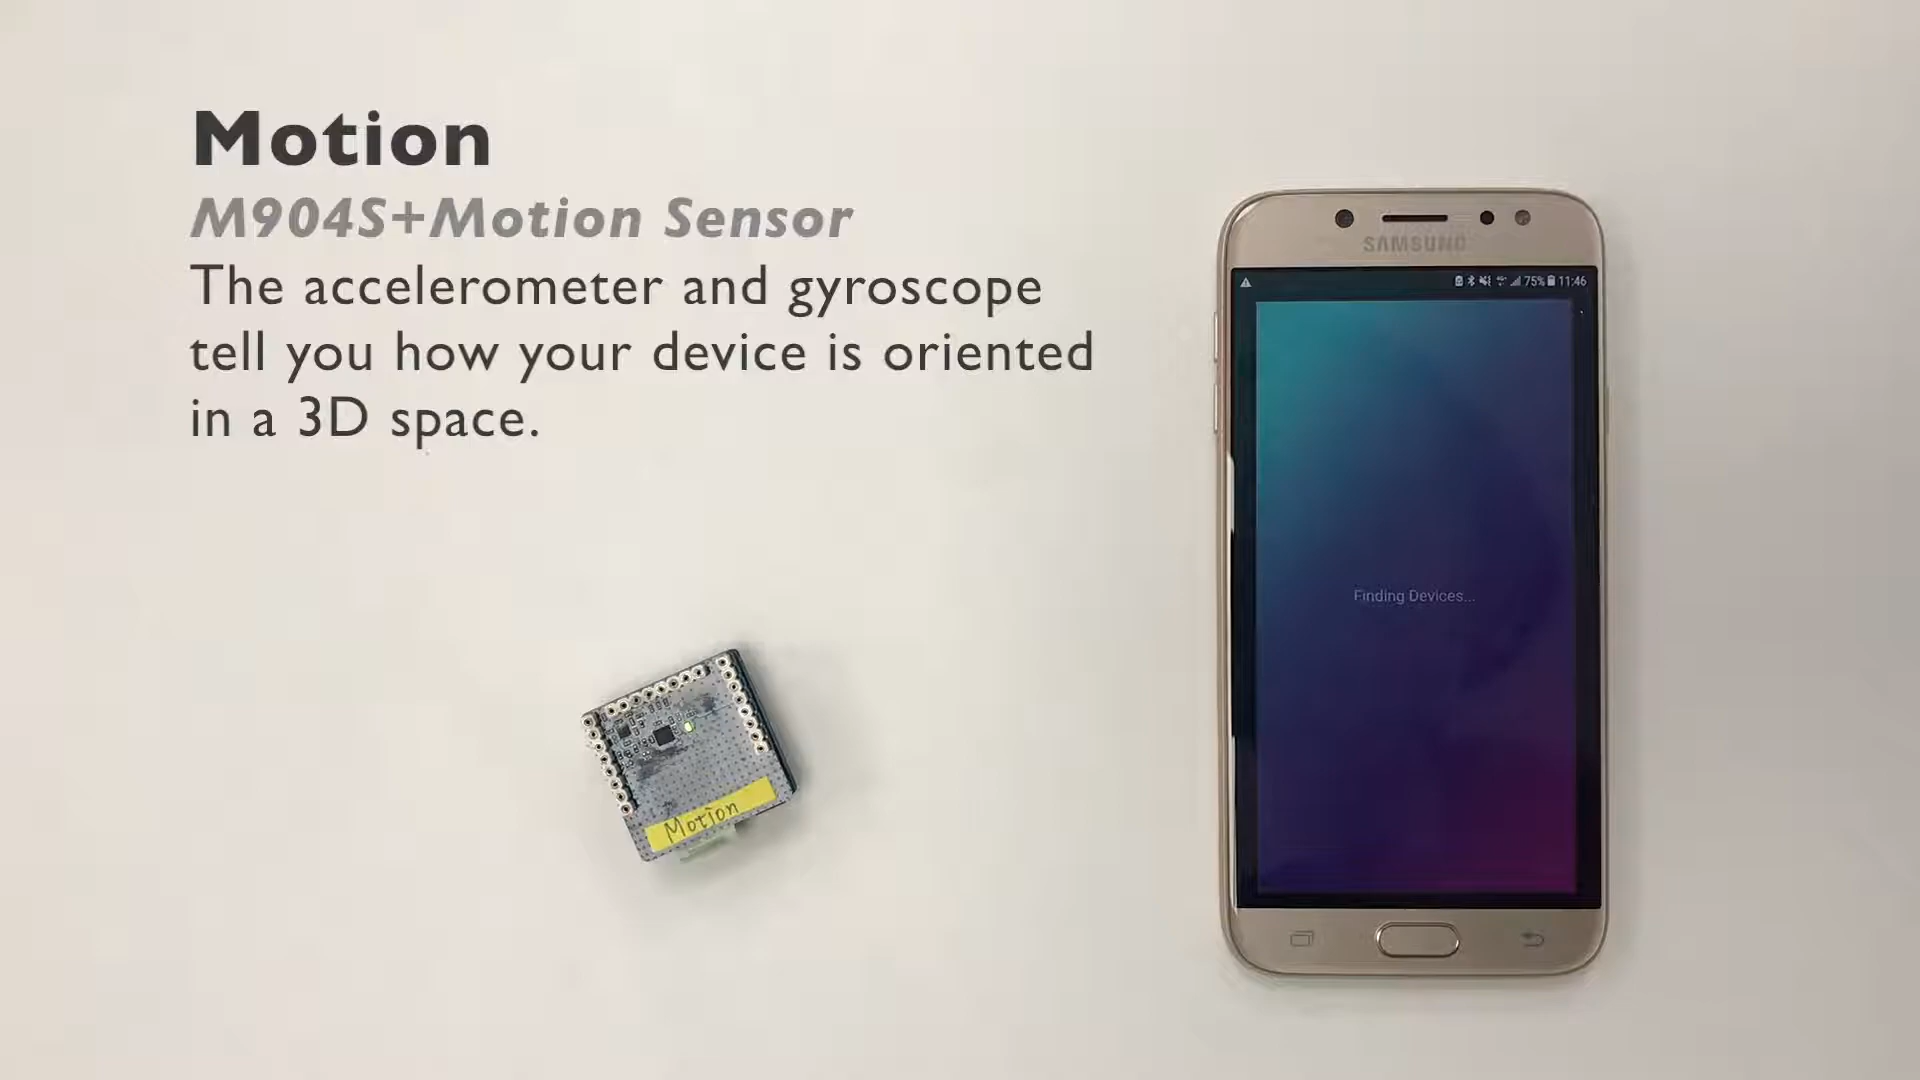 Motion
M904S+Motion Sensor
The accelerometer and gyroscope
tell you how your device is oriented
in a 3D space.
SAMSUNG
75% 11:46
Finding Devices...
Motion